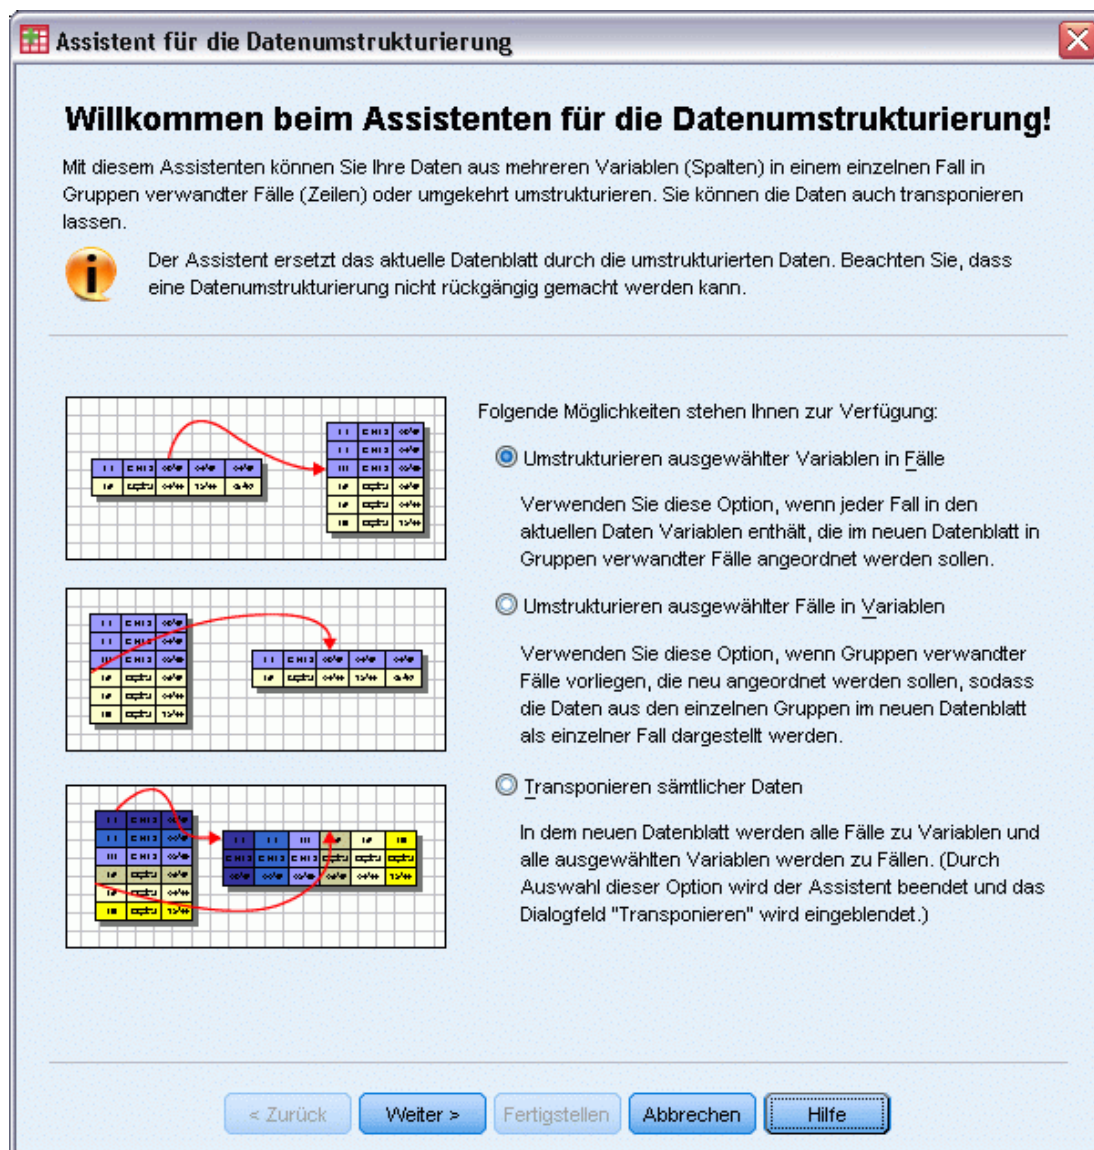 Assistent für die Datenumstrukturierung
Willkommen beim Assistenten für die Datenumstrukturierung!
Mit diesem Assistenten können Sie Ihre Daten aus mehreren Variablen (Spalten) in einem einzelnen Fall in
Gruppen verwandter Fälle (Zeilen) oder umgekehrt umstrukturieren. Sie können die Daten auch transponieren
lassen.
Der Assistent ersetzt das aktuelle Datenblatt durch die umstrukturierten Daten. Beachten Sie, dass
eine Datenumstrukturierung nicht rückgängig gemacht werden kann.
Folgende Möglichkeiten stehen Ihnen zur Verfügung:
Umstrukturieren ausgewählter Variablen in Fälle
Verwenden Sie diese Option, wenn jeder Fall in den
aktuellen Daten Variablen enthält, die im neuen Datenblatt in
Gruppen verwandter Fälle angeordnet werden sollen.
Umstrukturieren ausgewählter Fälle in Variablen
Verwenden Sie diese Option, wenn Gruppen verwandter
Fälle vorliegen, die neu angeordnet werden sollen, sodass
die Daten aus den einzelnen Gruppen im neuen Datenblatt
als einzelner Fall dargestellt werden.
Transponieren sämtlicher Daten
In dem neuen Datenblatt werden alle Fälle zu Variablen und
alle ausgewählten Variablen werden zu Fällen. (Durch
Auswahl dieser Option wird der Assistent beendet und das
Dialogfeld "Transponieren" wird eingeblendet.)
< Zurück Weiter > Fertigstellen Abbrechen Hilfe